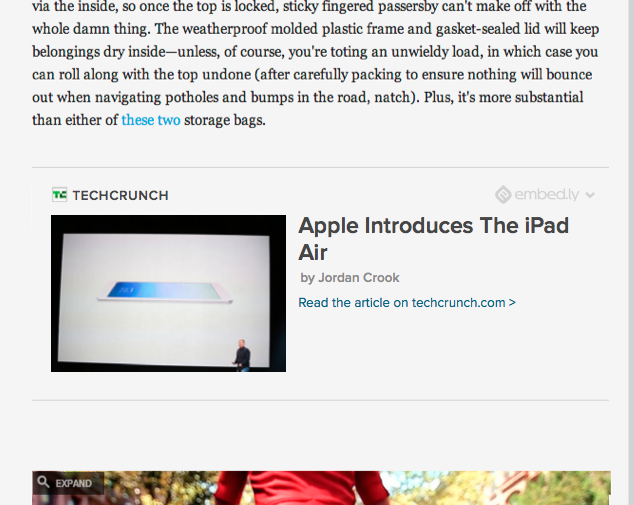 via the inside, so once the top is locked, sticky fingered passersby can't make off with the
whole damn thing. The weatherproof molded plastic frame and gasket-sealed lid will keep
belongings dry inside—unless, of course, you're toting an unwieldy load, in which case you
can roll along with the top undone (after carefully packing to ensure nothing will bounce
out when navigating potholes and bumps in the road, natch). Plus, it's more substantial
than either of these two storage bags.
TC TECHCRUNCH
embed.ly
Apple Introduces The iPad
Air
by Jordan Crook
Read the article on techcrunch.com >
EXPAND